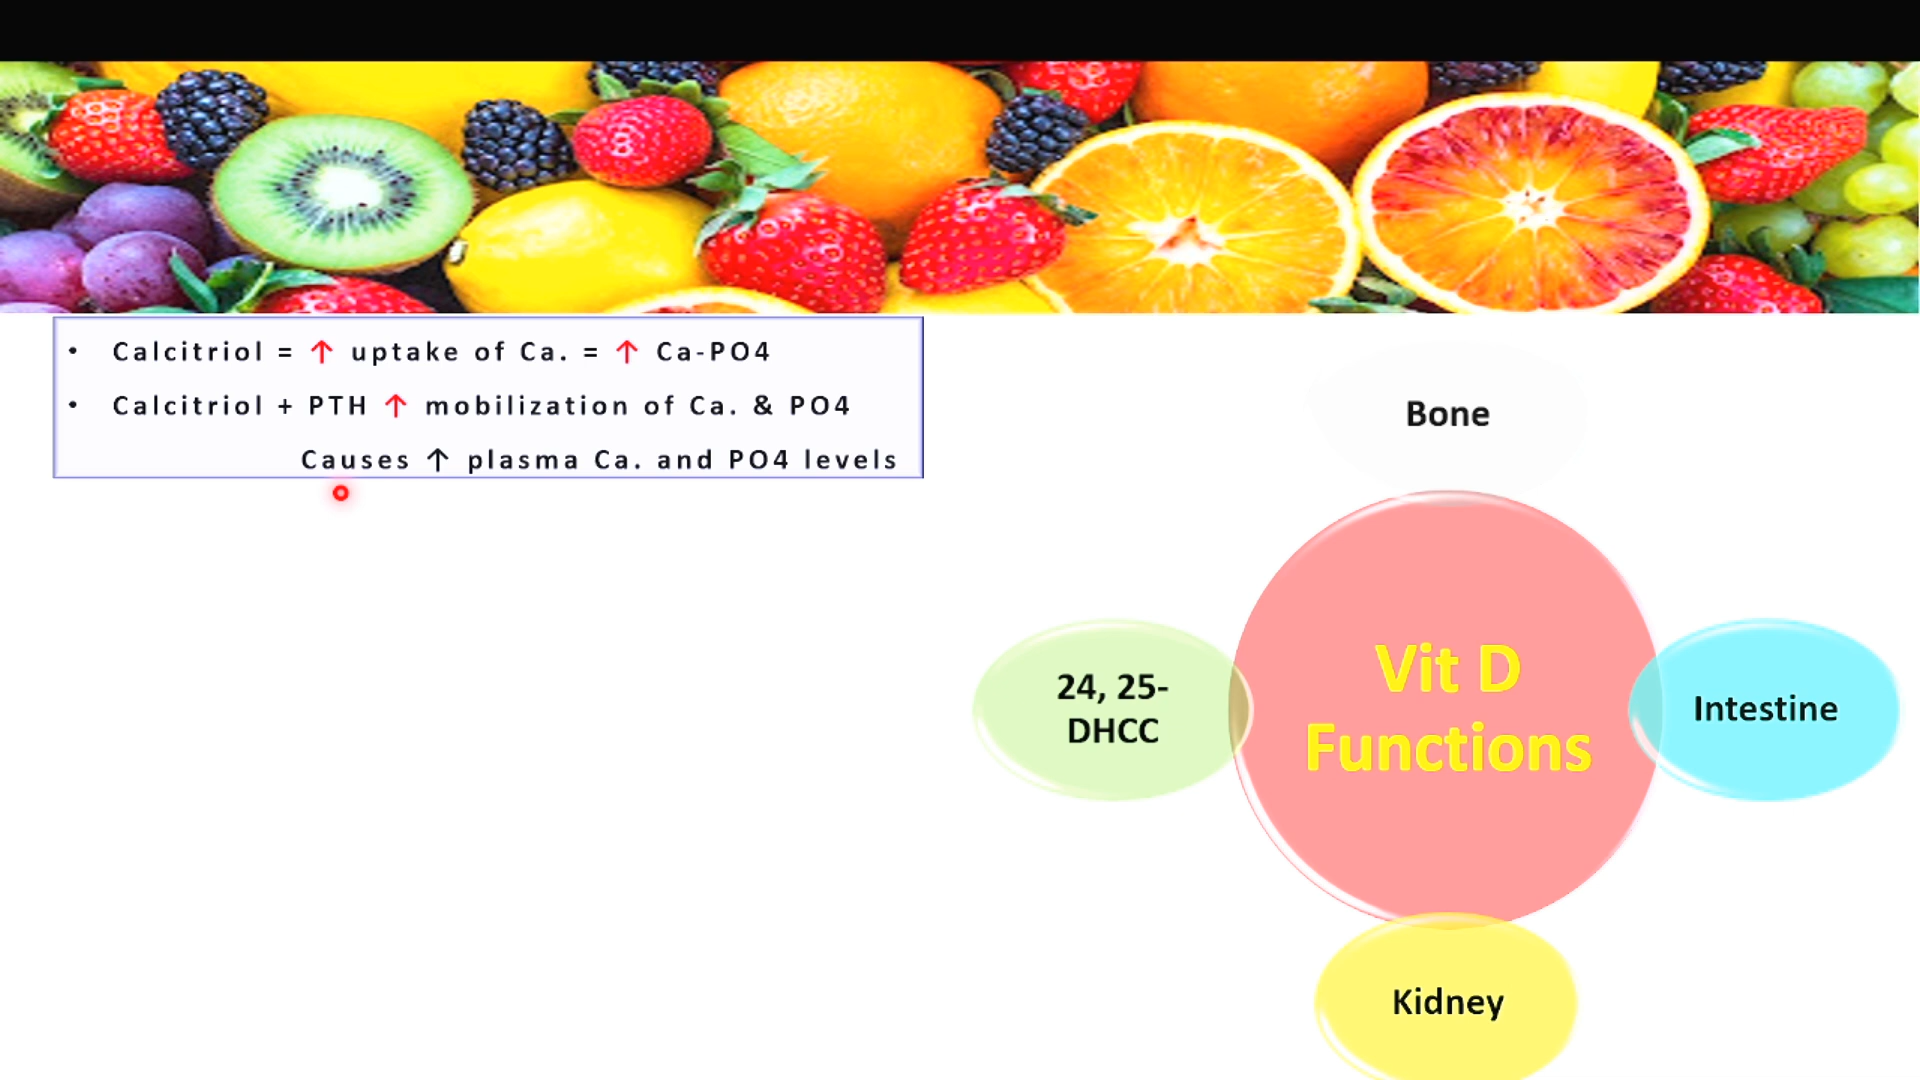 • Calcitriol = ↑ uptake of Ca. = ↑ Ca-PO4
• Calcitriol + PTH ↑ mobilization of Ca. & PO4
Causes ↑ plasma Ca. and PO4 levels
Bone
24, 25-
DHCC
Vit D
Functions
Intestine
Kidney